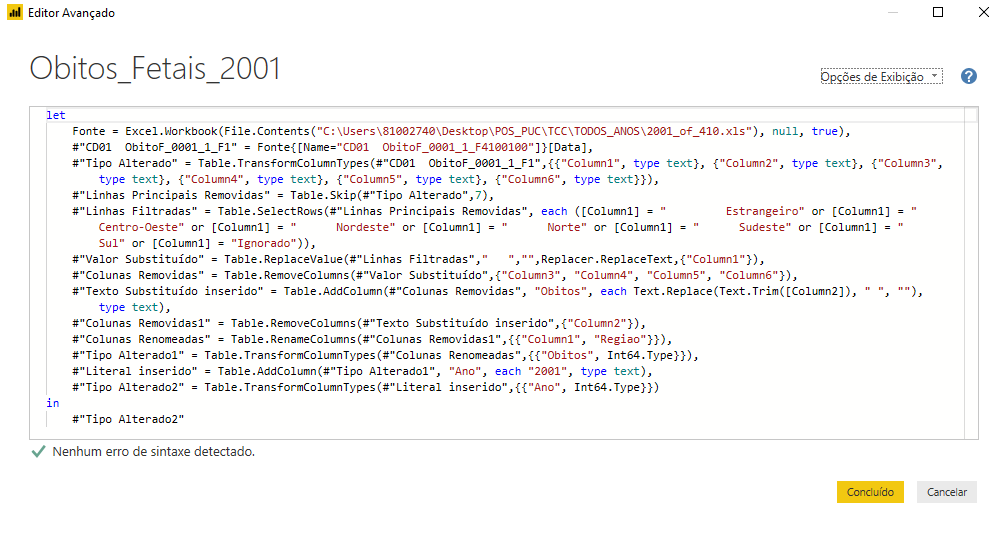 Editor Avançado
Obitos_Fetais_2001
Opções de Exibição
?
let
Fonte = Excel.Workbook(File.Contents("C:\Users\81002740\Desktop\POS_PUC\TCC\TODOS_ANOS\2001_of_410.xls"), null, true),
#"CD01  ObitoF_0001_1_F1" = Fonte{[Name="CD01  ObitoF_0001_1_F4100100"]}[Data],
#"Tipo Alterado" = Table.TransformColumnTypes(#"CD01  ObitoF_0001_1_F1",{{"Column1", type text}, {"Column2", type text}, {"Column3",
type text}, {"Column4", type text}, {"Column5", type text}, {"Column6", type text}}),
#"Linhas Principais Removidas" = Table.Skip(#"Tipo Alterado",7),
#"Linhas Filtradas" = Table.SelectRows(#"Linhas Principais Removidas", each ([Column1] = "         Estrangeiro" or [Column1] = "
Centro-Oeste" or [Column1] = "      Nordeste" or [Column1] = "      Norte" or [Column1] = "      Sudeste" or [Column1] = "
Sul" or [Column1] = "Ignorado")),
#"Valor Substituído" = Table.ReplaceValue(#"Linhas Filtradas","   ","",Replacer.ReplaceText,{"Column1"}),
#"Colunas Removidas" = Table.RemoveColumns(#"Valor Substituído",{"Column3", "Column4", "Column5", "Column6"}),
#"Texto Substituído inserido" = Table.AddColumn(#"Colunas Removidas", "Obitos", each Text.Replace(Text.Trim([Column2]), " ", ""),
type text),
#"Colunas Removidas1" = Table.RemoveColumns(#"Texto Substituído inserido",{"Column2"}),
#"Colunas Renomeadas" = Table.RenameColumns(#"Colunas Removidas1",{{"Column1", "Regiao"}}),
#"Tipo Alterado1" = Table.TransformColumnTypes(#"Colunas Renomeadas",{{"Obitos", Int64.Type}}),
#"Literal inserido" = Table.AddColumn(#"Tipo Alterado1", "Ano", each "2001", type text),
#"Tipo Alterado2" = Table.TransformColumnTypes(#"Literal inserido",{{"Ano", Int64.Type}})
in
#"Tipo Alterado2"
Nenhum erro de sintaxe detectado.
Concluído
Cancelar